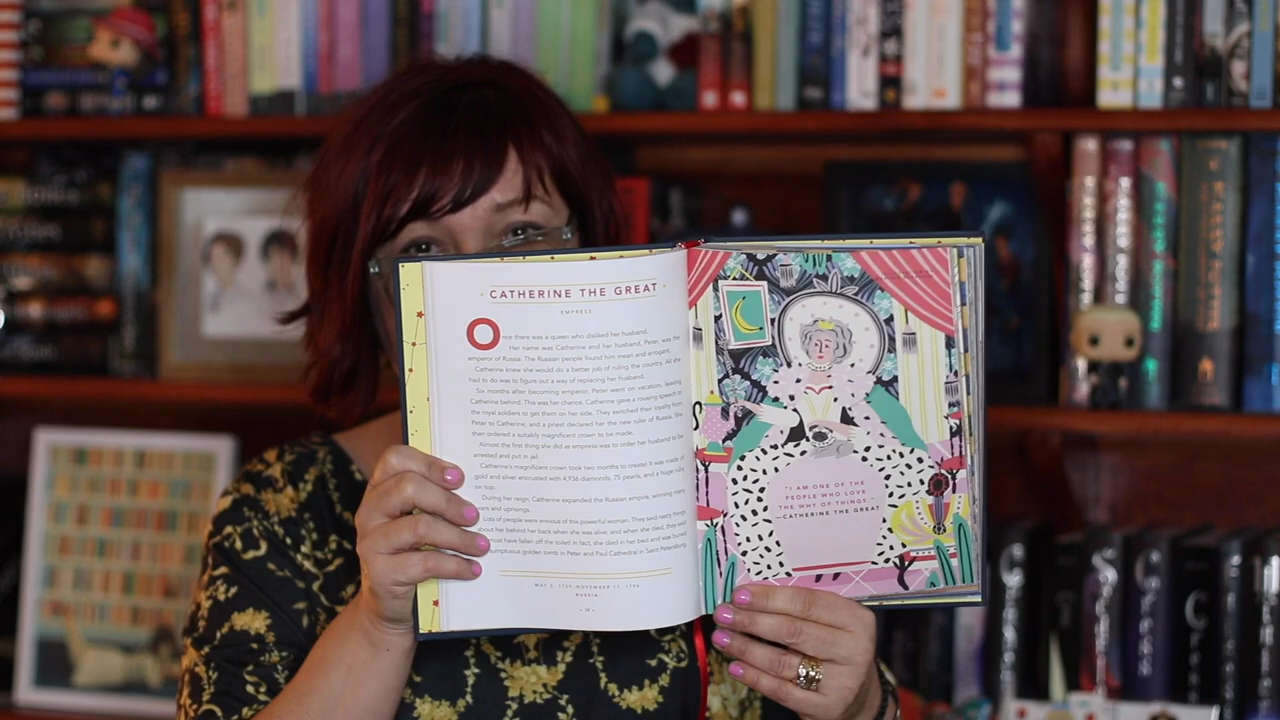 CATHERINE THE GREAT
EMPRESS
Once there was a queen who disliked her husband.
Her name was Catherine and her husband, Peter, was the
emperor of Russia. The Russian people found him mean and arrogant.
Catherine knew she would do a better job of ruling the country. All she
had to do was to figure out a way of replacing her husband.
Six months after becoming emperor, Peter went on vacation, leaving
Catherine behind. This was her chance. Catherine gave a rousing speech to
the royal soldiers to get them on her side. They switched their loyalty from
Peter to Catherine, and a priest declared her the new ruler of Russia. She
then ordered a suitably magnificent crown to be made.
Almost the first thing she did as empress was to order her husband to be
arrested and put in jail.
Catherine's magnificent crown took two months to create! It was made of
gold and silver encrusted with 4,936 diamonds, 75 pearls, and a huge ruby
on top.
During her reign, Catherine expanded the Russian empire, winning many
wars and uprisings.
Lots of people were envious of this powerful woman. They said nasty things
about her behind her back when she was alive, and when she died, they said
must have fallen off the toilet! In fact, she died in her bed and was buried
sumptuous golden tomb in Peter and Paul Cathedral in Saint Petersburg.
MAY 2, 1729–NOVEMBER 17, 1796
RUSSIA
"I AM ONE OF THE
PEOPLE WHO LOVE
THE WHY OF THINGS."
—CATHERINE THE GREAT